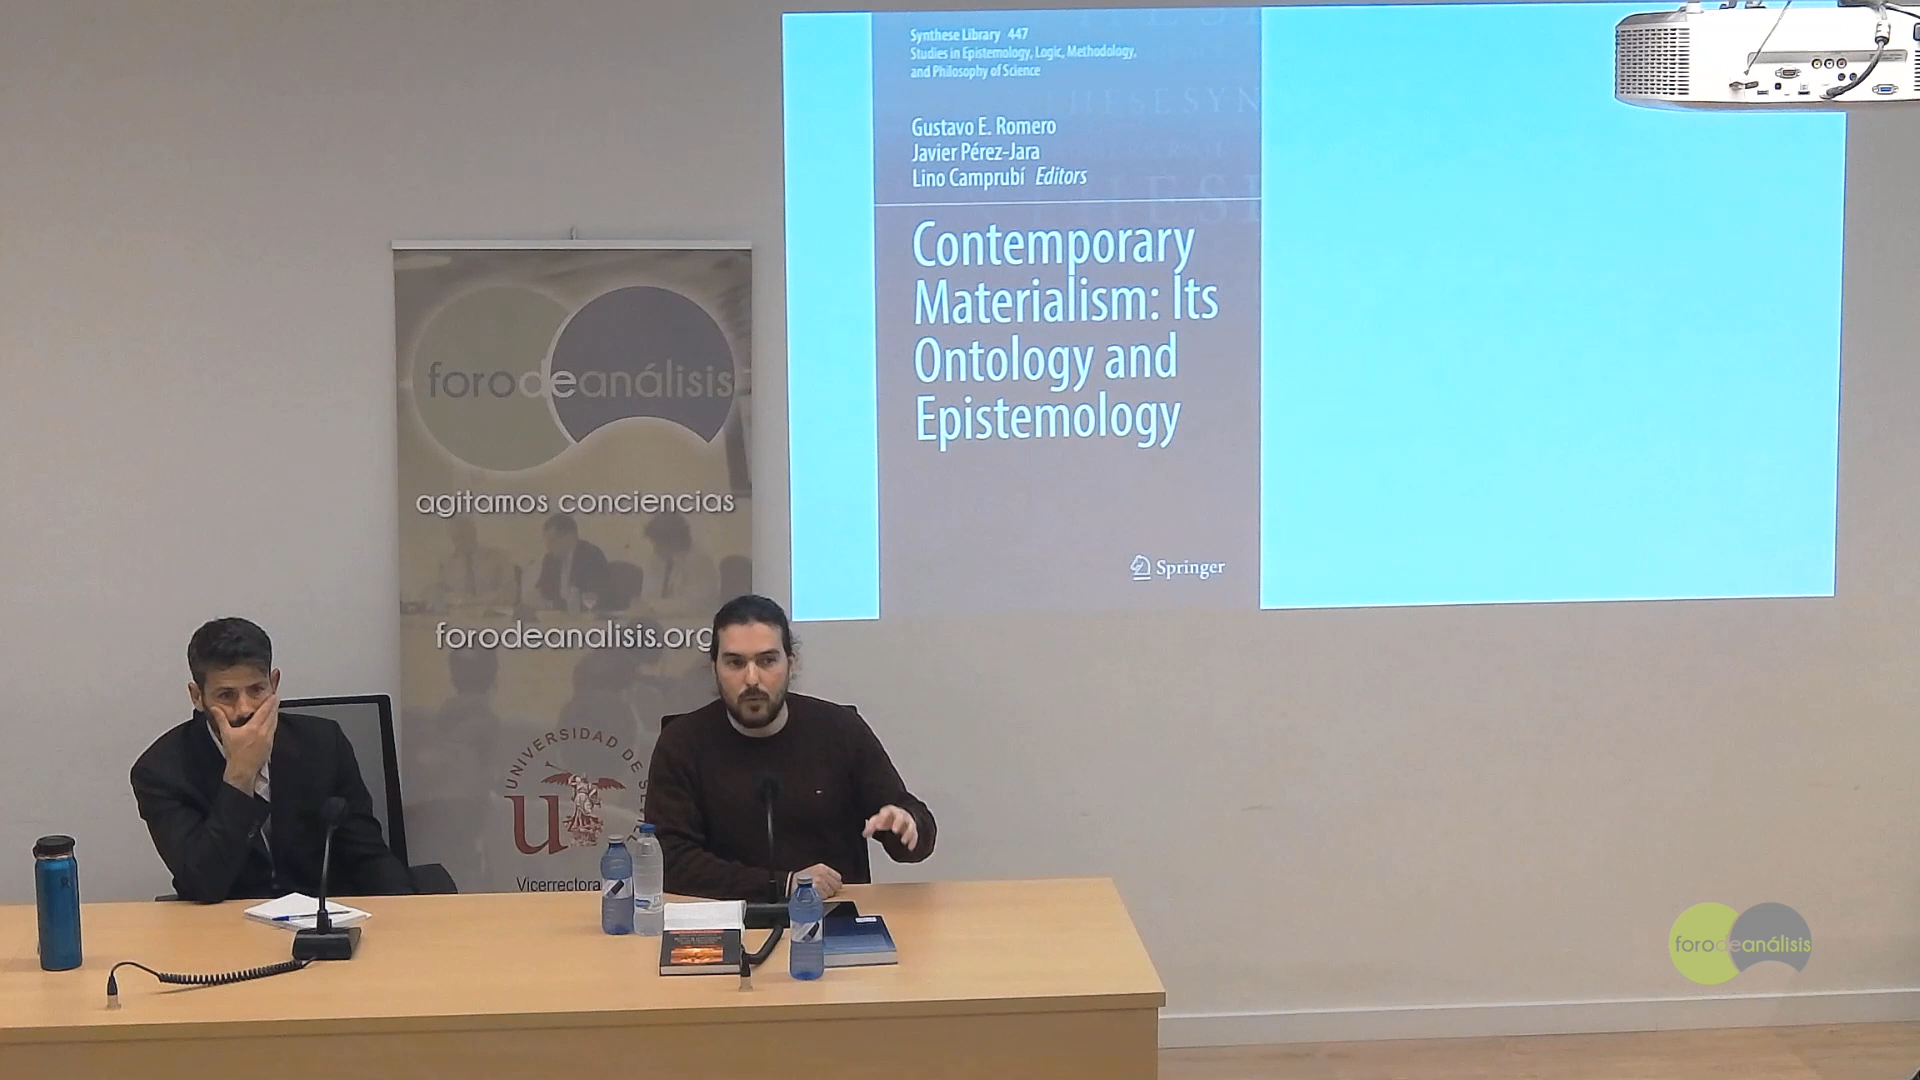 Synthese Library 447
Studies in Epistemology, Logic, Methodology,
and Philosophy of Science
Gustavo E. Romero
Javier Pérez-Jara
Lino Camprubí Editors
Contemporary
Materialism: Its
Ontology and
Epistemology
Springer
forodeanálisis
agitamos conciencias
forodeanalisis.org
UNIVERSIDAD DE
Vicerrectora
forodeanálisis